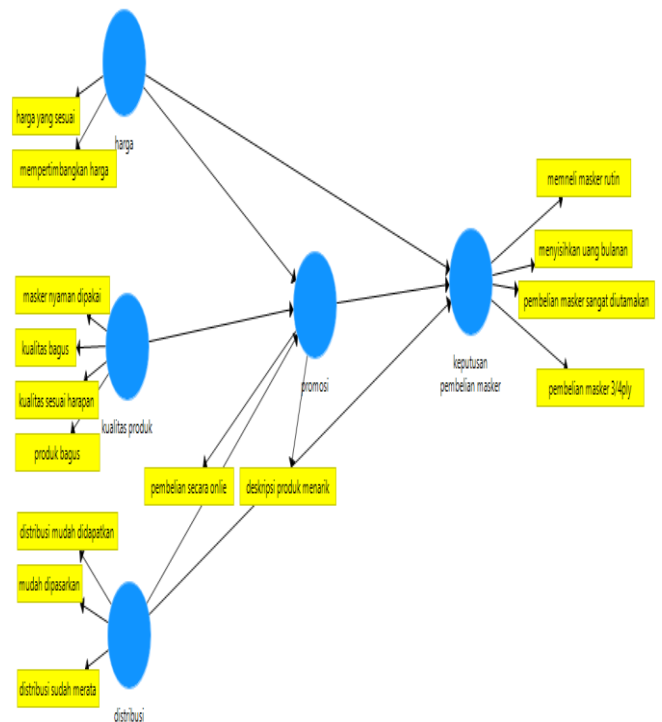 harga yang sesuai
harga
mempertimbangkan harga
memneli masker rutin
menyisihkan uang bulanan
masker nyaman dipakai
pembelian masker sangat diutamakan
kualitas bagus
keputusan
pembelian masker
promosi
pembelian masker 3/4ply
kualitas sesuai harapan
kualitas produk
produk bagus
pembelian secara onlie
deskripsi produk menarik
distribusi mudah didapatkan
mudah dipasarkan
distribusi sudah merata
distribusi